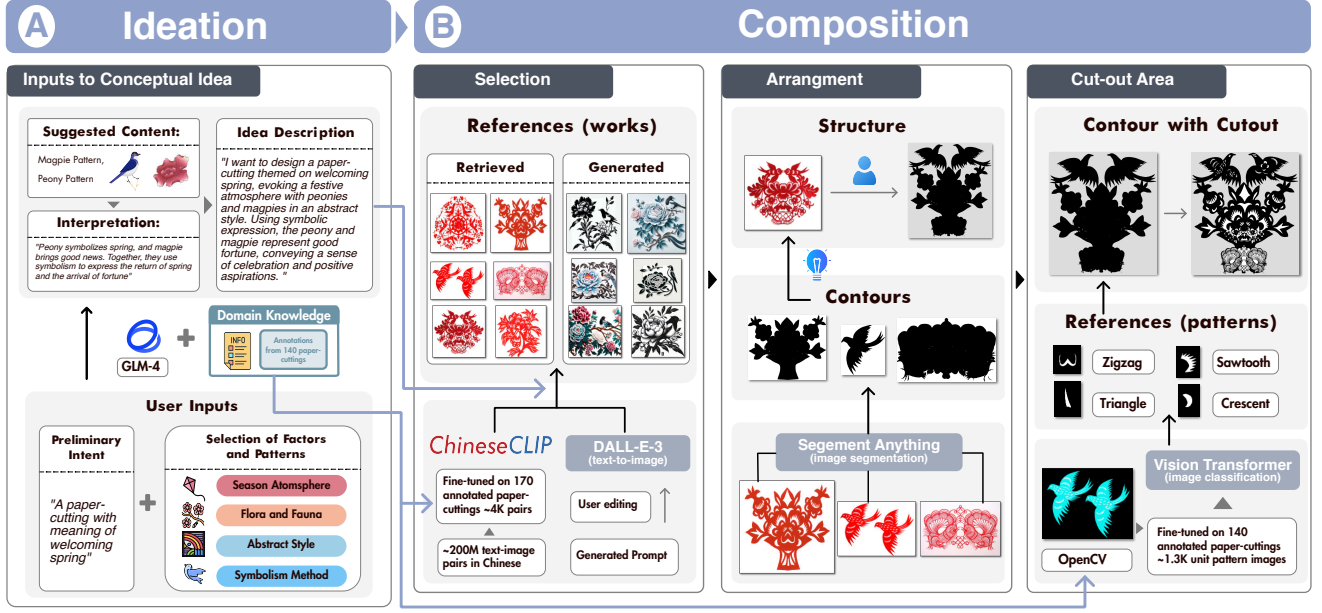 A Ideation
B Composition
Inputs to Conceptual Idea
Suggested Content:
Magpie Pattern,
Peony Pattern
Interpretation:
"Peony symbolizes spring, and magpie
brings good news. Together, they use
symbolism to express the return of spring
and the arrival of fortune"
Idea Description
"I want to design a paper-
cutting themed on welcoming
spring, evoking a festive
atmosphere with peonies
and magpies in an abstract
style. Using symbolic
expression, the peony and
magpie represent good
fortune, conveying a sense
of celebration and positive
aspirations. "
GLM-4
Domain Knowledge
INFO
Annotations
from 140 paper-
cuttings
User Inputs
Preliminary
Intent
"A paper-
cutting with
meaning of
welcoming
spring"
Selection of Factors
and Patterns
Season Atomsphere
Flora and Fauna
Abstract Style
Symbolism Method
Selection
References (works)
Retrieved
Generated
ChineseCLIP
Fine-tuned on 170
annotated paper-
cuttings ~4K pairs
~200M text-image
pairs in Chinese
DALL-E-3
(text-to-image)
User editing
Generated Prompt
Arrangment
Structure
Contours
Segement Anything
(image segmentation)
Cut-out Area
Contour with Cutout
References (patterns)
Zigzag
Sawtooth
Triangle
Crescent
OpenCV
Vision Transformer
(image classification)
Fine-tuned on 140
annotated paper-cuttings
~1.3K unit pattern images